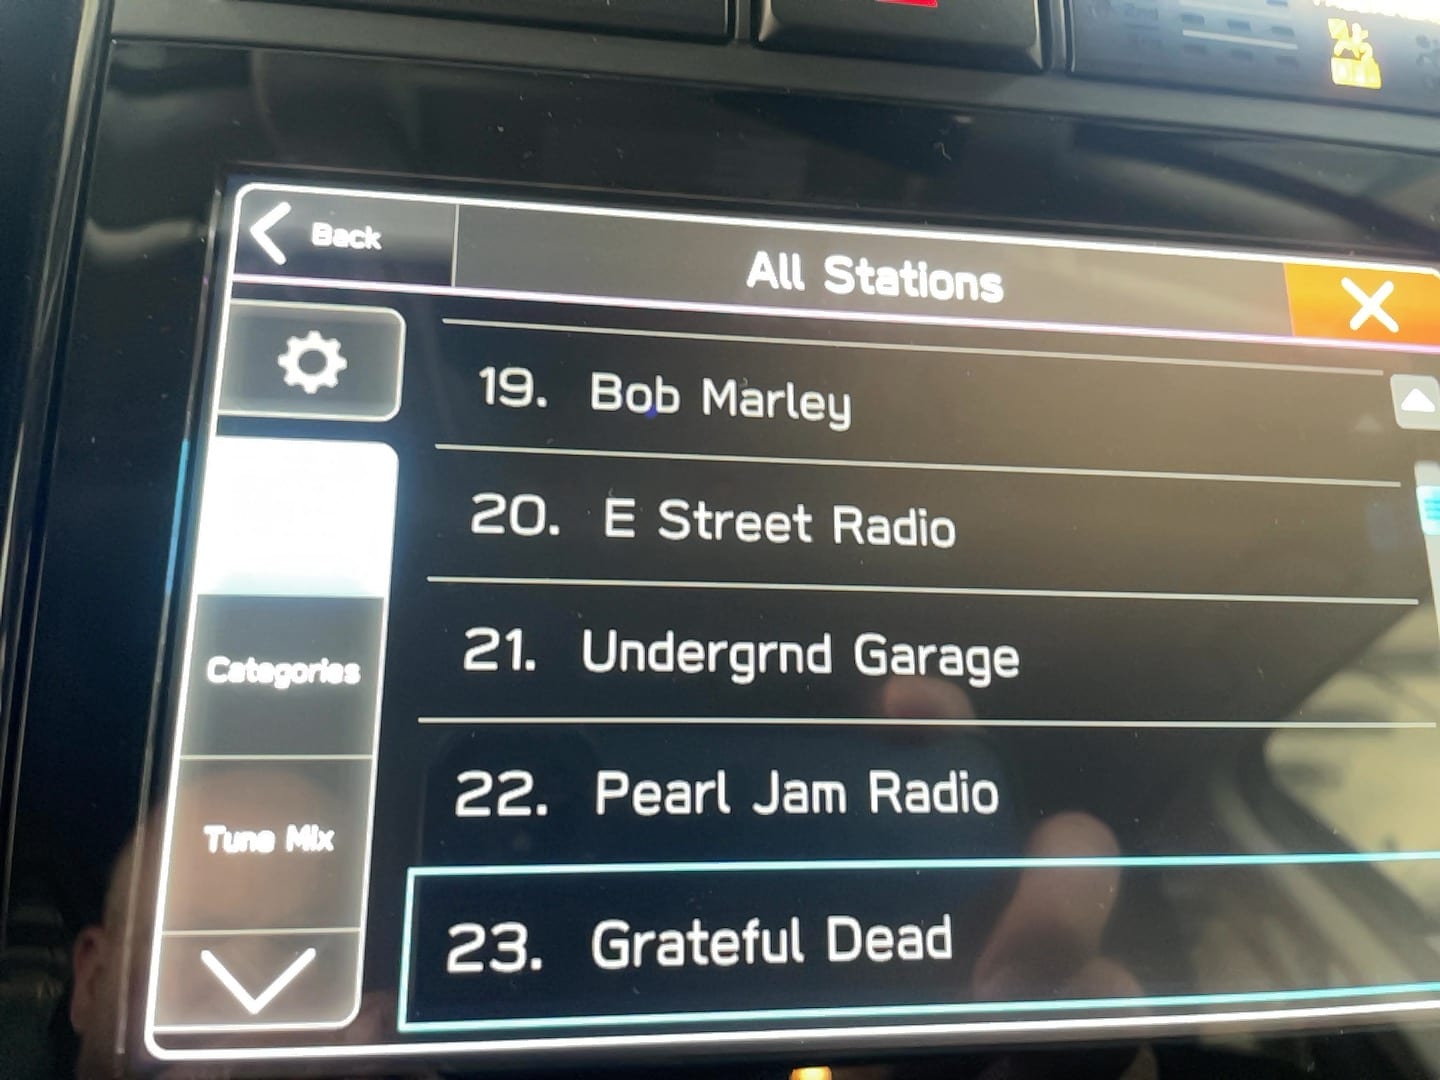 Back
All Stations
19. Bob Marley
20. E Street Radio
21. Undergrnd Garage
Categories
22. Pearl Jam Radio
Tune Mix
23. Grateful Dead